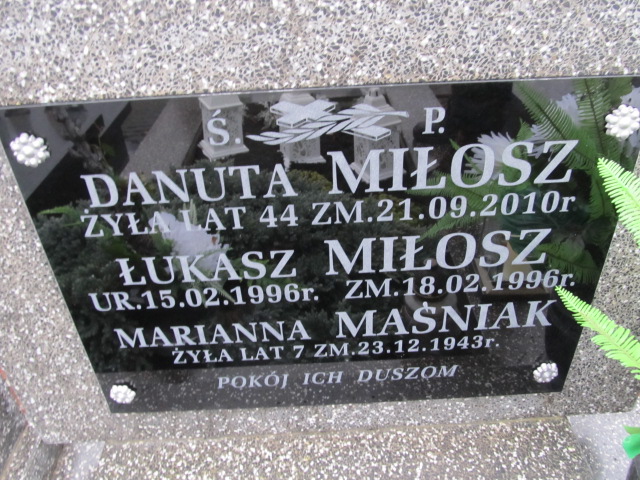 Ś. P.
DANUTA MIŁOSZ
ŻYŁA LAT 44 ZM.21.09.2010r
ŁUKASZ MIŁOSZ
UR.15.02.1996r. ZM.18.02.1996r.
MARIANNA MAŚNIAK
ŻYŁA LAT 7 ZM.23.12.1943r.
POKÓJ ICH DUSZOM